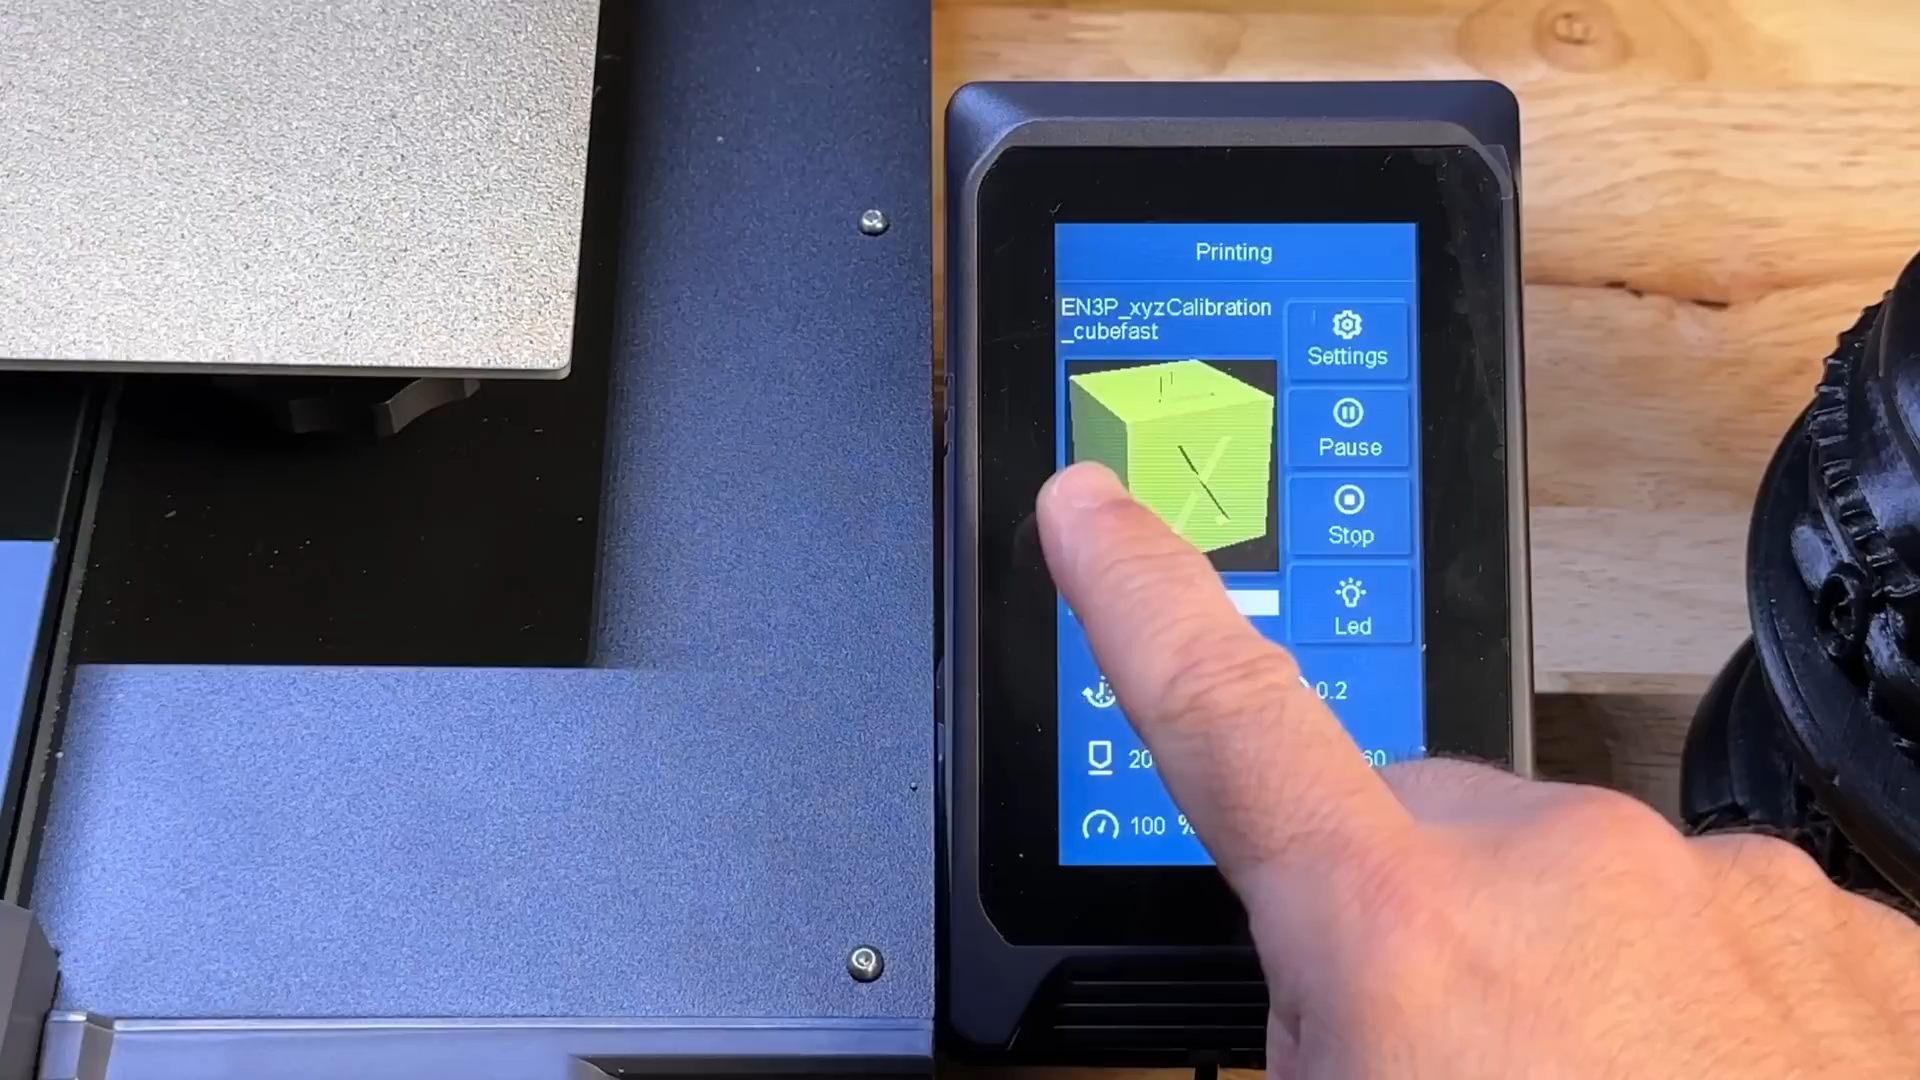 Printing
EN3P_xyzCalibration
_cubefast
Settings
X
Pause
Stop
Led
0.2
20
60
100 %